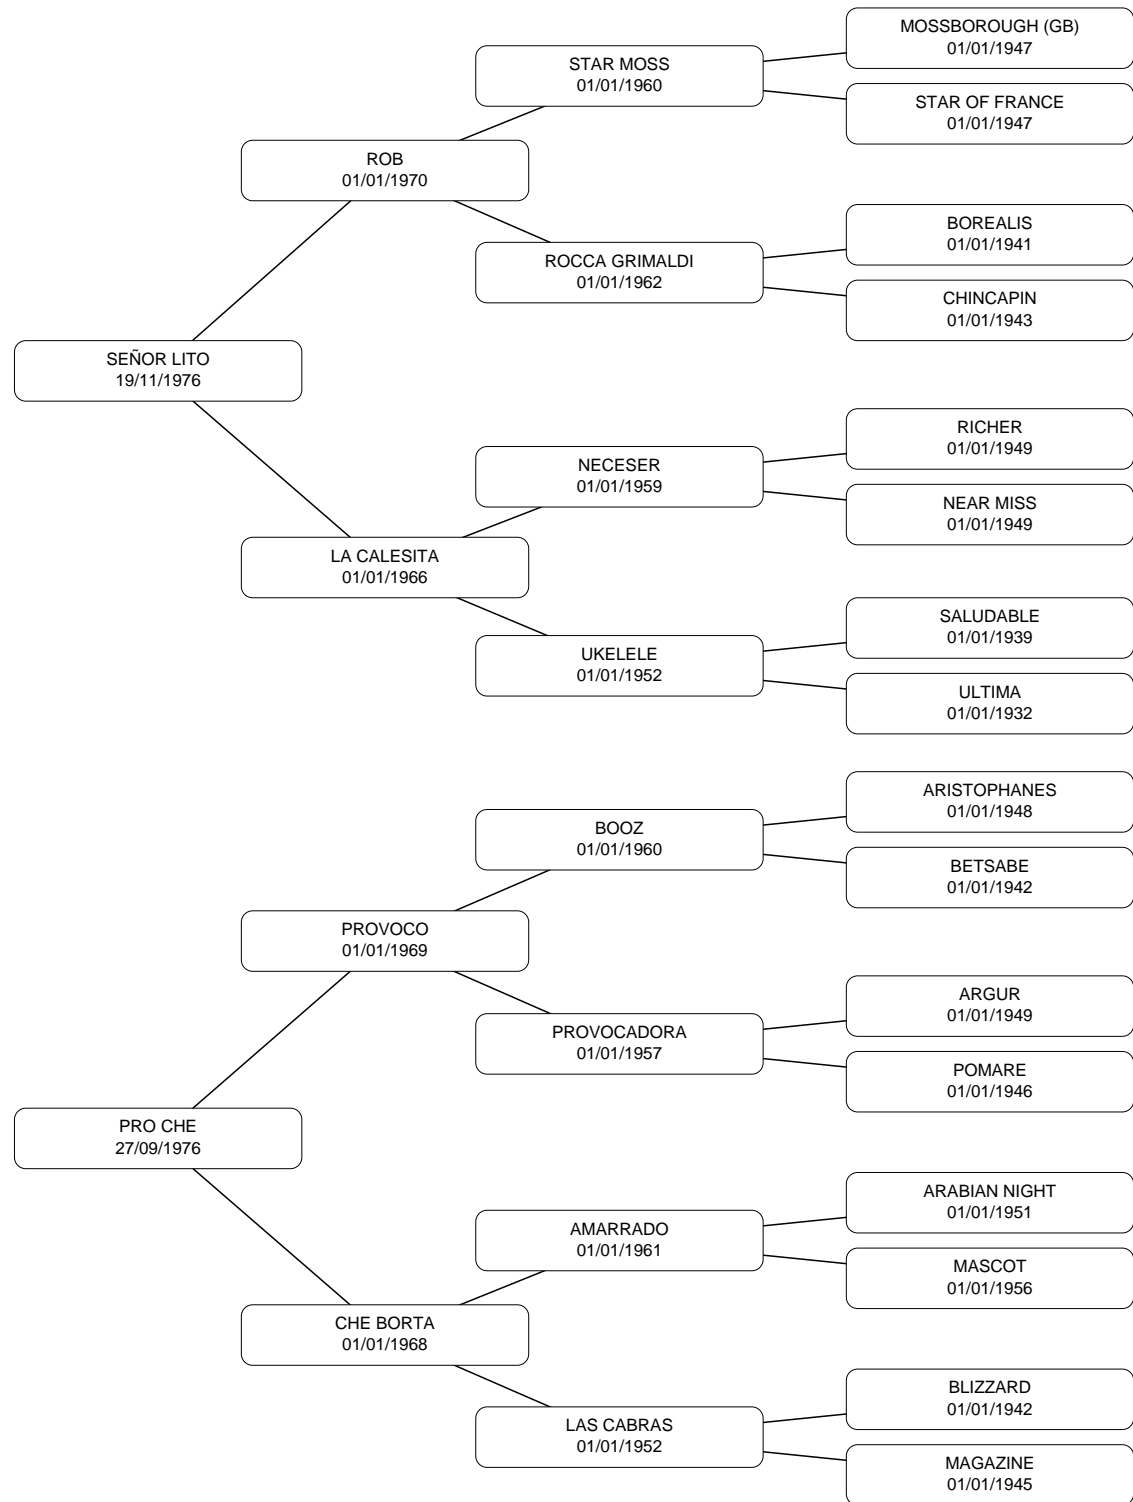 MOSSBOROUGH (GB)
01/01/1947
STAR MOSS
01/01/1960
STAR OF FRANCE
01/01/1947
ROB
01/01/1970
BOREALIS
01/01/1941
ROCCA GRIMALDI
01/01/1962
CHINCAPIN
01/01/1943
SEÑOR LITO
19/11/1976
RICHER
01/01/1949
NECESER
01/01/1959
NEAR MISS
01/01/1949
LA CALESITA
01/01/1966
SALUDABLE
01/01/1939
UKELELE
01/01/1952
ULTIMA
01/01/1932
ARISTOPHANES
01/01/1948
BOOZ
01/01/1960
BETSABE
01/01/1942
PROVOCO
01/01/1969
ARGUR
01/01/1949
PROVOCADORA
01/01/1957
POMARE
01/01/1946
PRO CHE
27/09/1976
ARABIAN NIGHT
01/01/1951
AMARRADO
01/01/1961
MASCOT
01/01/1956
CHE BORTA
01/01/1968
BLIZZARD
01/01/1942
LAS CABRAS
01/01/1952
MAGAZINE
01/01/1945